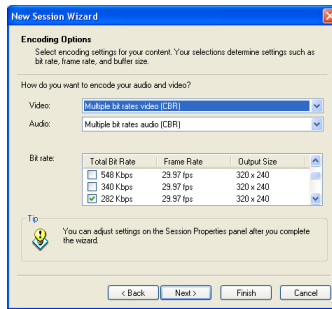 New Session Wizard
Encoding Options
Select encoding settings for your content. Your selections determine settings such as
bit rate, frame rate, and buffer size.
How do you want to encode your audio and video?
Video: Multiple bit rates video (CBR)
Audio: Multiple bit rates audio (CBR)
Bit rate: Total Bit Rate Frame Rate Output Size
548 Kbps 29.97 fps 320 x 240
340 Kbps 29.97 fps 320 x 240
282 Kbps 29.97 fps 320 x 240
Tip
You can adjust settings on the Session Properties panel after you complete
the wizard.
< Back Next > Finish Cancel